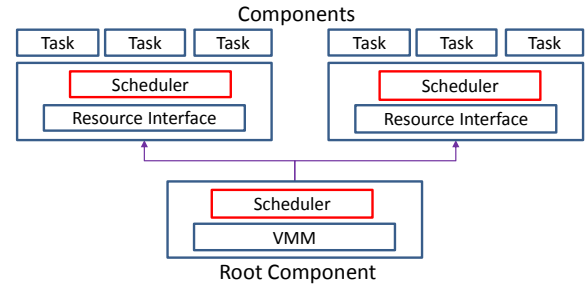 Components
Task Task Task Task Task Task
Scheduler Scheduler
Resource Interface Resource Interface
Scheduler
VMM
Root Component